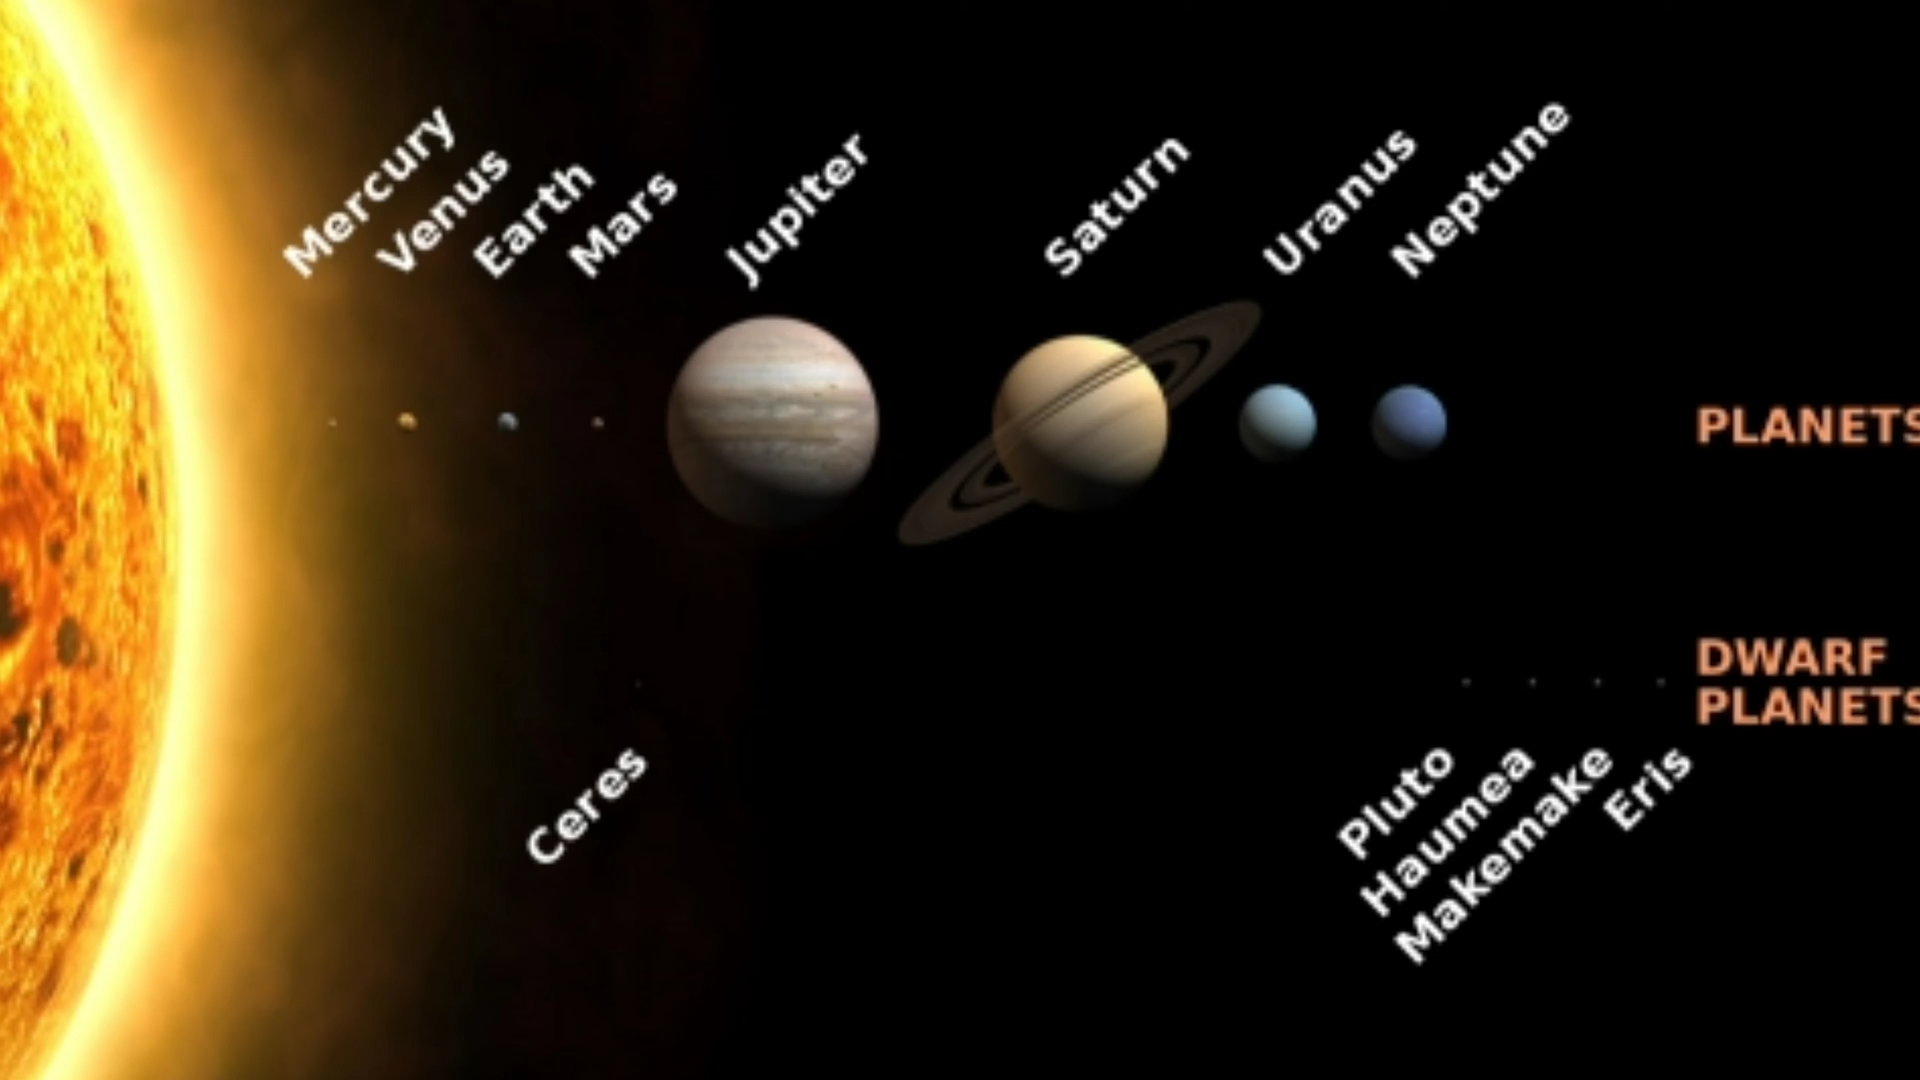 Mercury
Venus
Earth
Mars
Jupiter
Saturn
Uranus
Neptune
PLANETS
DWARF
PLANETS
Ceres
Pluto
Haumea
Makemake
Eris